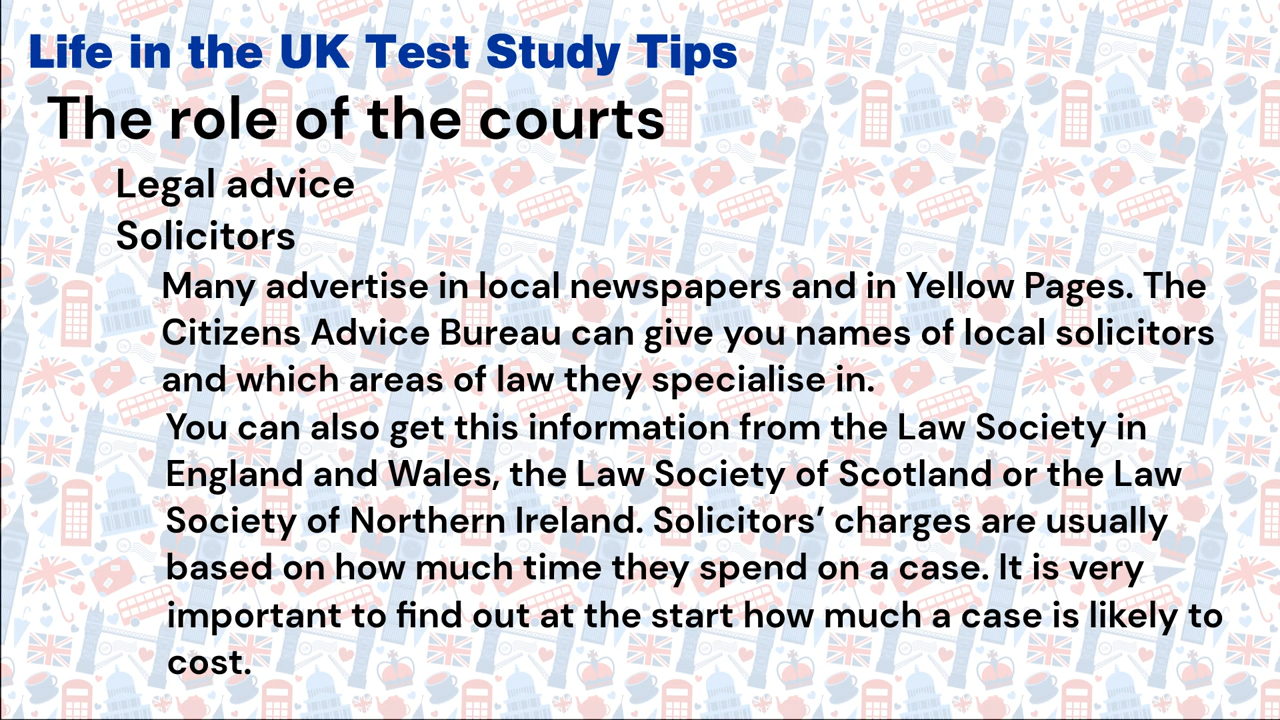 Life in the UK Test Study Tips
The role of the courts
Legal advice
Solicitors
Many advertise in local newspapers and in Yellow Pages. The
Citizens Advice Bureau can give you names of local solicitors
and which areas of law they specialise in.
You can also get this information from the Law Society in
England and Wales, the Law Society of Scotland or the Law
Society of Northern Ireland. Solicitors’ charges are usually
based on how much time they spend on a case. It is very
important to find out at the start how much a case is likely to
cost.